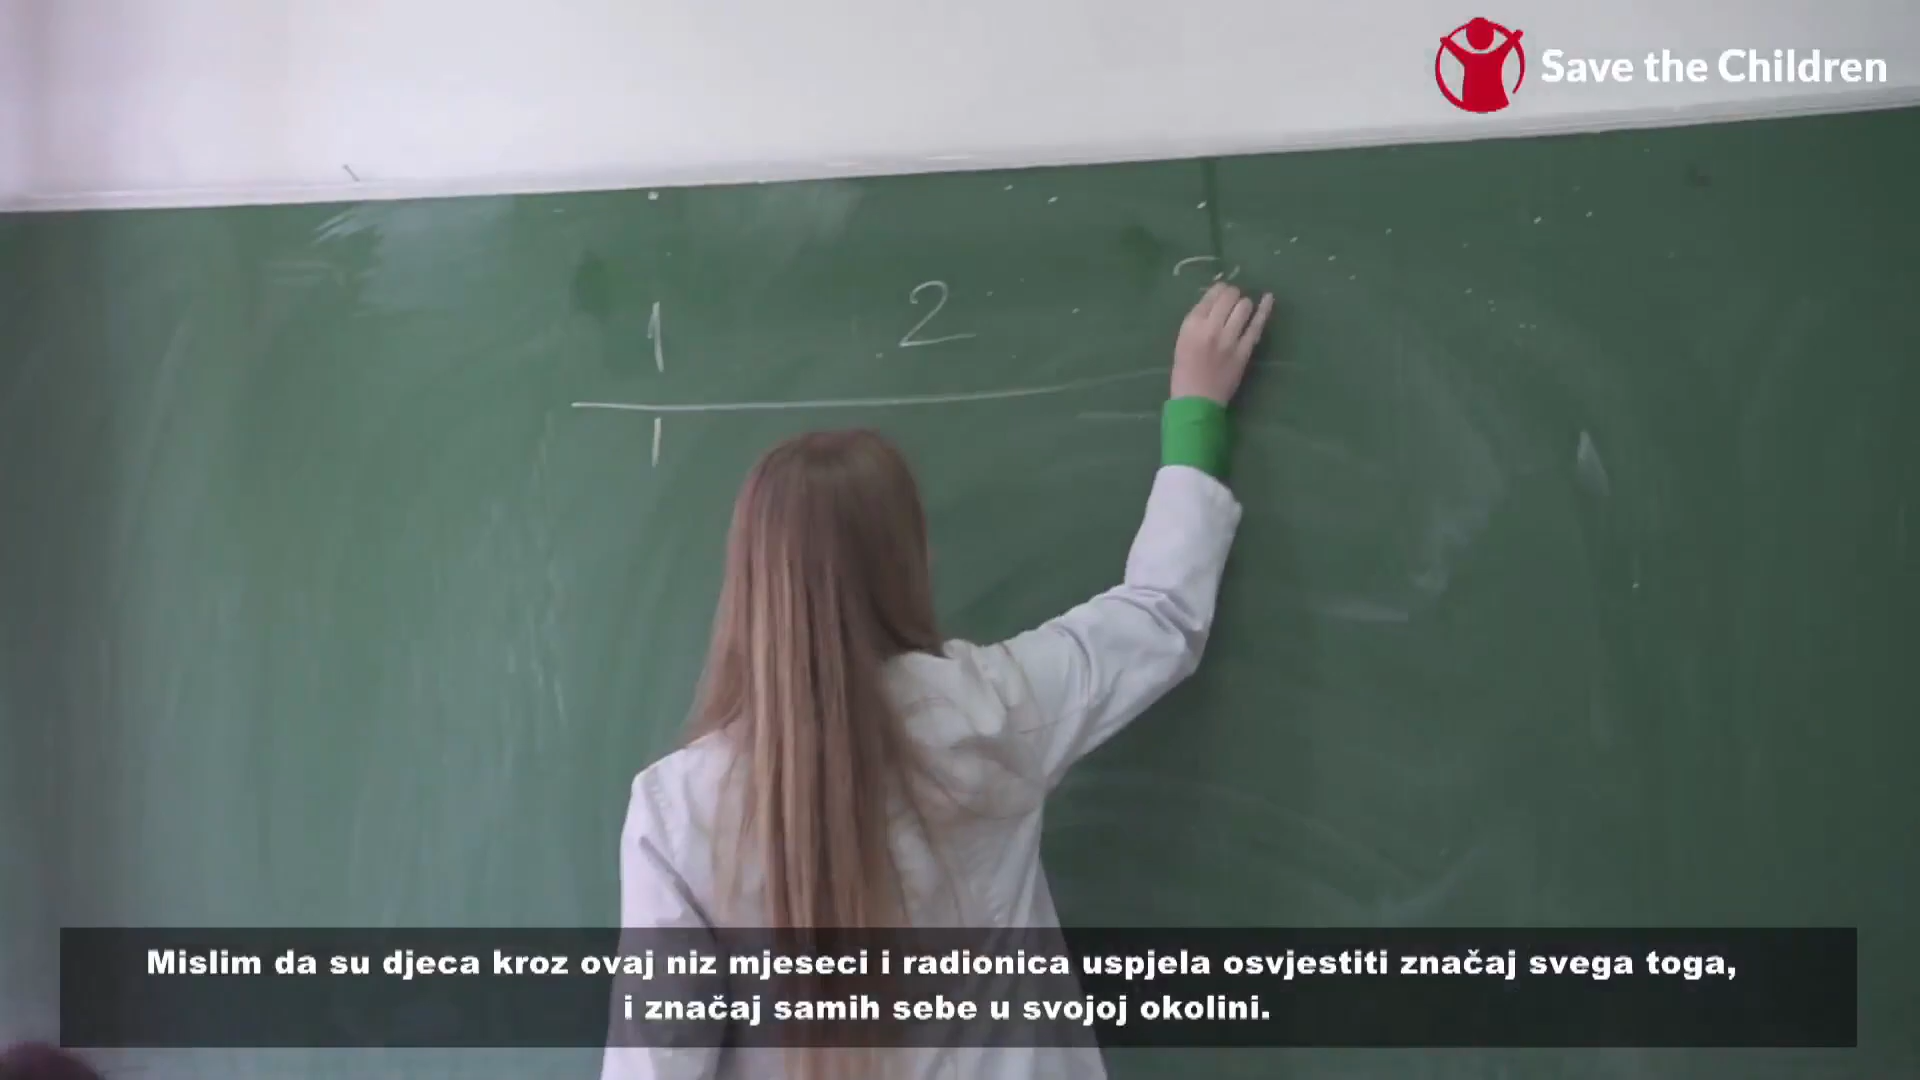 Save the Children
1 2
Mislim da su djeca kroz ovaj niz mjeseci i radionica uspjela osvjestiti značaj svega toga,
i značaj samih sebe u svojoj okolini.